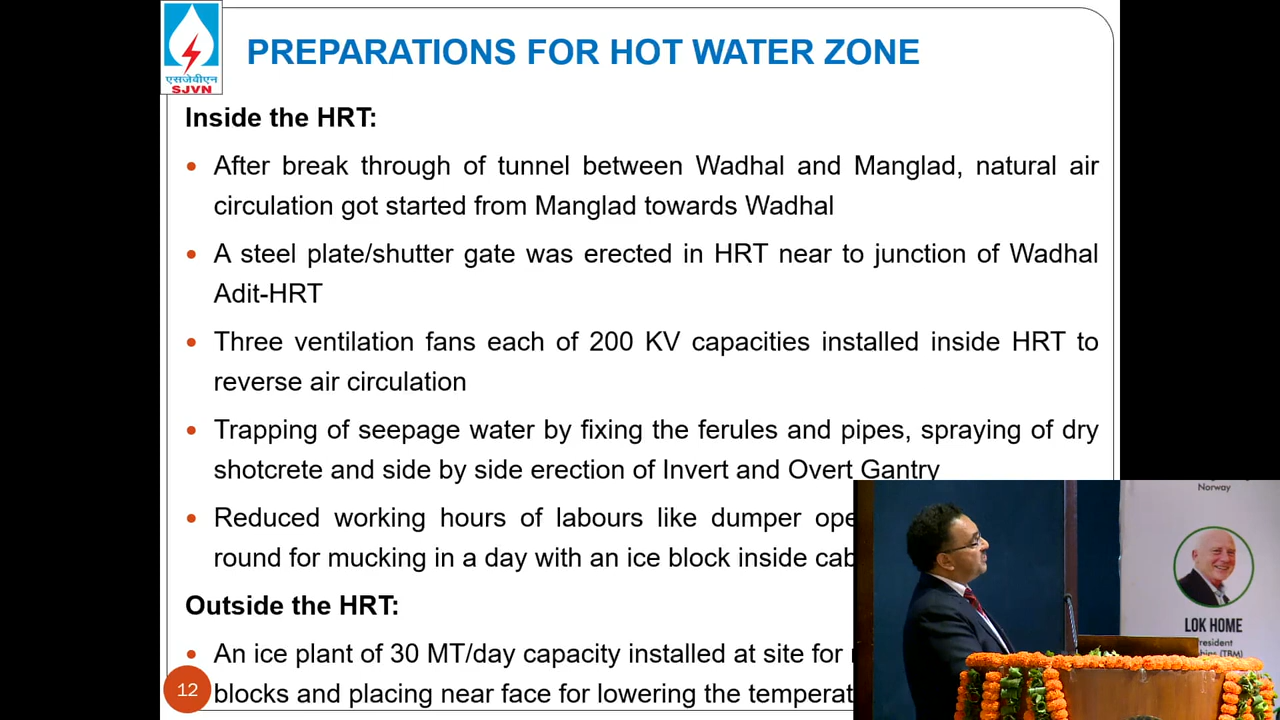 एसजेवीएन
SJVN
PREPARATIONS FOR HOT WATER ZONE
Inside the HRT:
• After break through of tunnel between Wadhal and Manglad, natural air
circulation got started from Manglad towards Wadhal
• A steel plate/shutter gate was erected in HRT near to junction of Wadhal
Adit-HRT
• Three ventilation fans each of 200 KV capacities installed inside HRT to
reverse air circulation
• Trapping of seepage water by fixing the ferules and pipes, spraying of dry
shotcrete and side by side erection of Invert and Overt Gantry
• Reduced working hours of labours like dumper
round for mucking in a day with an ice block inside
Outside the HRT:
• An ice plant of 30 MT/day capacity installed at site for
blocks and placing near face for lowering the
12
Norway
LOK HOME
(TBM)